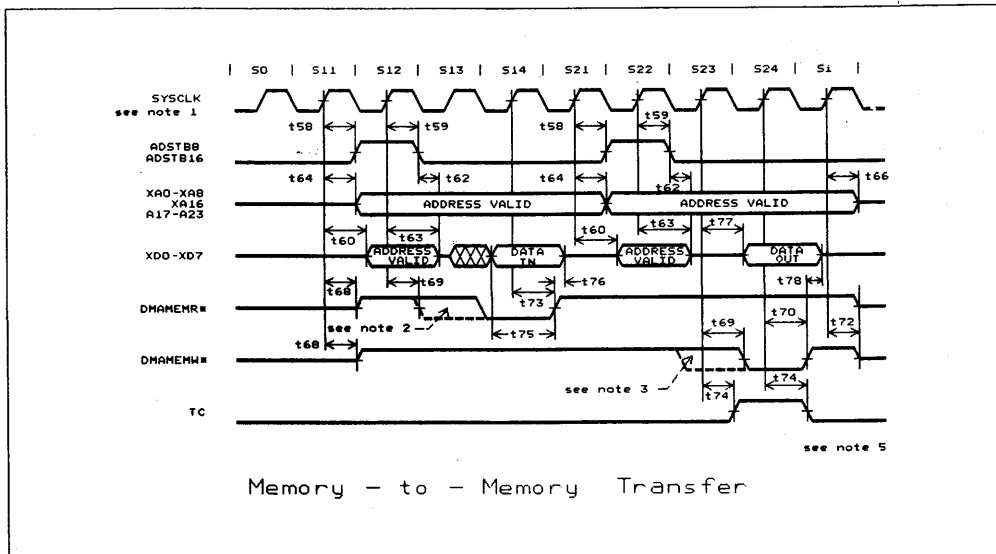 | S0 | S11 | S12 | S13 | S14 | S21 | S22 | S23 | S24 | Si |
SYSCLK
see note 1
t58
t59
t58
t59
ADSTB8
ADSTB16
t64
t62
t64
t62
t66
XA0-XA8
XA16
A17-A23
ADDRESS VALID
ADDRESS VALID
t60
t63
t60
t63
t77
XD0-XD7
ADDRESS VALID
DATA IN
ADDRESS VALID
DATA OUT
t68
t69
t73
t76
t78
DMAMEMR*
see note 2
t75
t69
t70
t72
t68
DMAMEMW*
see note 3
t74
t74
TC
see note 5
Memory - to - Memory Transfer